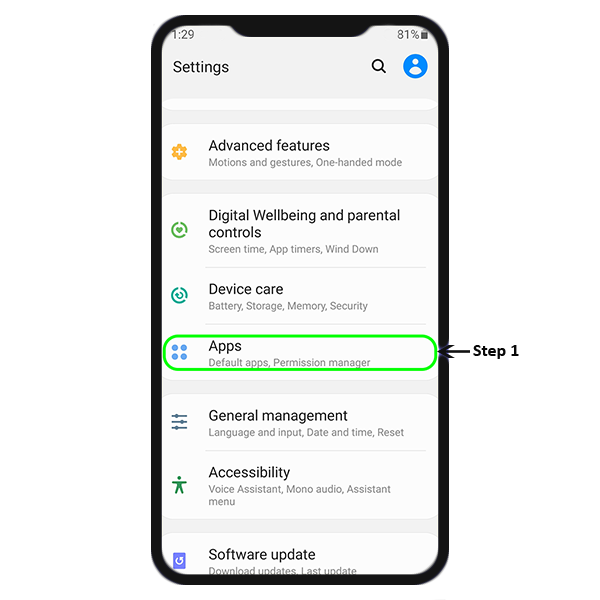 1:29 81%
Settings
Advanced features
Motions and gestures, One-handed mode
Digital Wellbeing and parental
controls
Screen time, App timers, Wind Down
Device care
Battery, Storage, Memory, Security
Apps
Default apps, Permission manager
Step 1
General management
Language and input, Date and time, Reset
Accessibility
Voice Assistant, Mono audio, Assistant
menu
Software update
Download updates, Last update